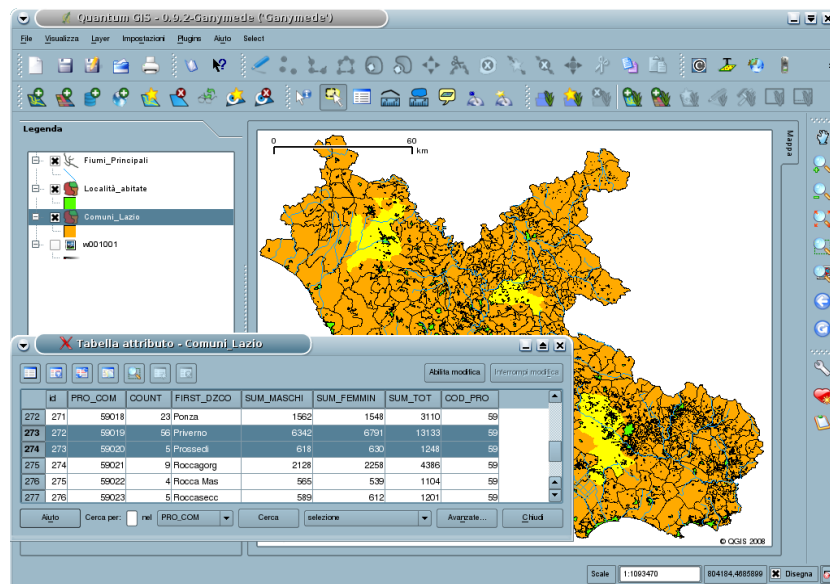 Quantum GIS - 0.9.2-Ganymede ('Ganymede')
File Visualizza Layer Impostazioni Plugins Aiuto Select
Legenda
Fiumi_Principali
Località_abitate
Comuni_Lazio
w001001
Mappa
0 60
km
Tabella attributo - Comuni_Lazio
Abilita modifica Interrompi modifica
id PRO_COM COUNT FIRST_DZCO SUM_MASCHI SUM_FEMMIN SUM_TOT COD_PRO
272 271 59018 23 Ponza 1562 1548 3110 59
273 272 59019 56 Priverno 6342 6791 13133 59
274 273 59020 5 Prossedi 618 630 1248 59
275 274 59021 9 Roccagorg 2128 2258 4386 59
276 275 59022 4 Rocca Mas 565 539 1104 59
277 276 59023 5 Roccasecc 589 612 1201 59
Aiuto Cerca per: nel PRO_COM Cerca selezione Avanzate... Chiudi
© QGIS 2008
Scale 1:1093470 804184,4685899 Disegna